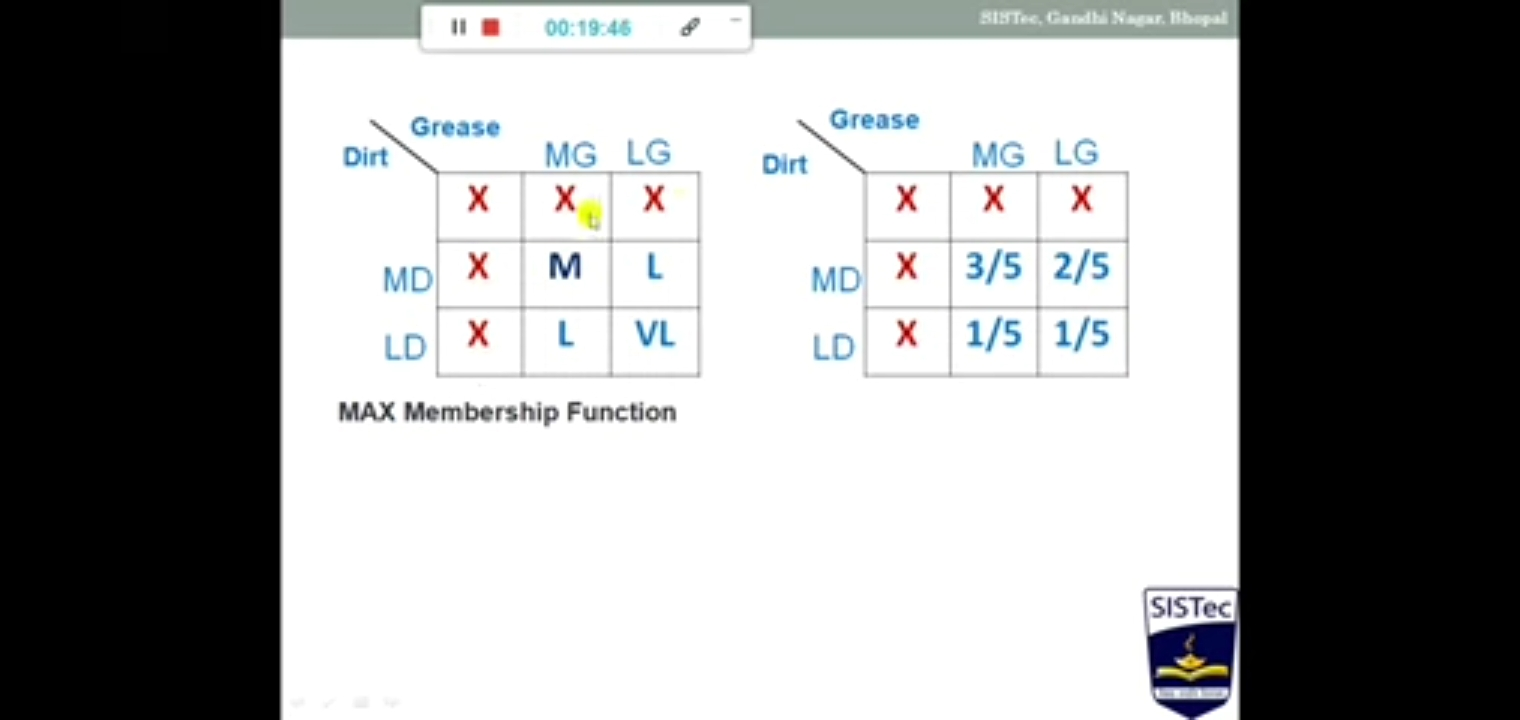 SISTec, Gandhi Nagar, Bhopal
00:19:46
Grease
Dirt
MG LG
X X X
MD X M L
LD X L VL
Grease
Dirt
MG LG
X X X
MD X 3/5 2/5
LD X 1/5 1/5
MAX Membership Function
SISTec